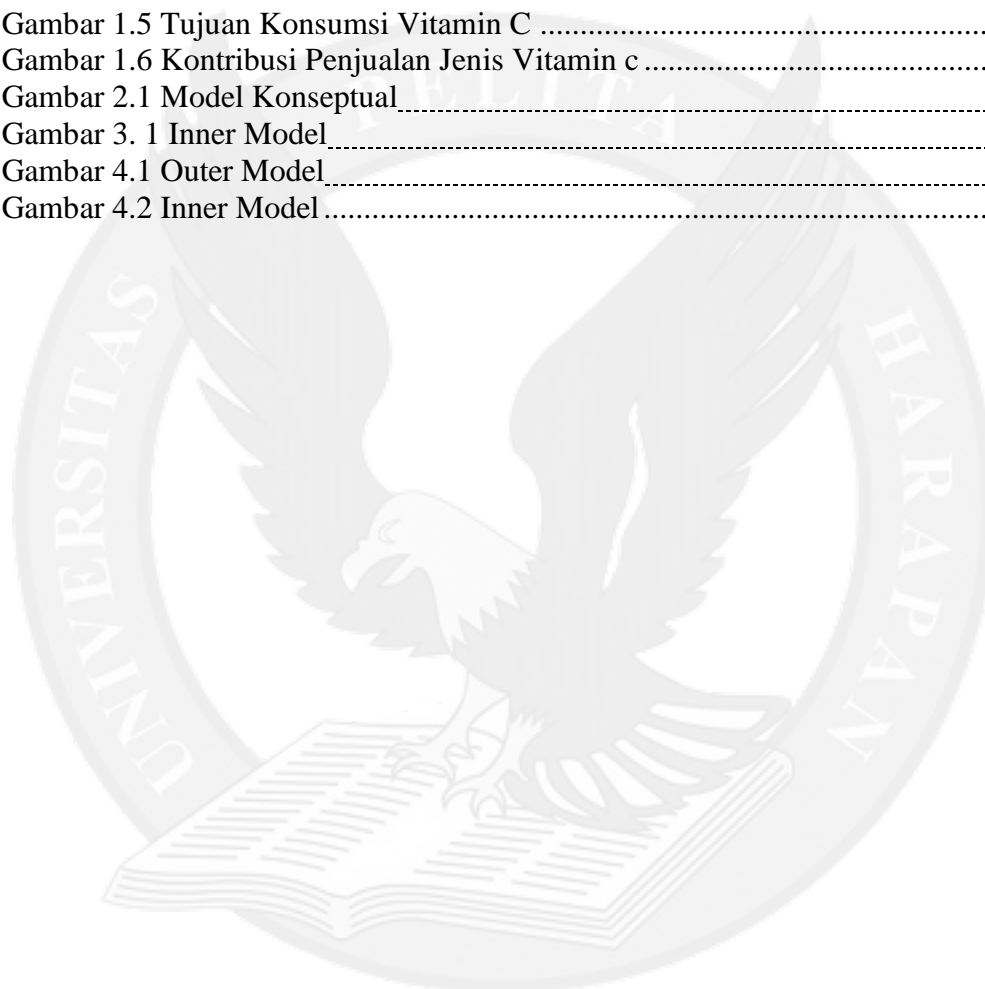 Gambar 1.5 Tujuan Konsumsi Vitamin C ..............................................................
Gambar 1.6 Kontribusi Penjualan Jenis Vitamin c ...............................................
Gambar 2.1 Model Konseptual..............................................................................
Gambar 3. 1 Inner Model.......................................................................................
Gambar 4.1 Outer Model.......................................................................................
Gambar 4.2 Inner Model .......................................................................................
UNIVERSITAS PELITA HARAPAN